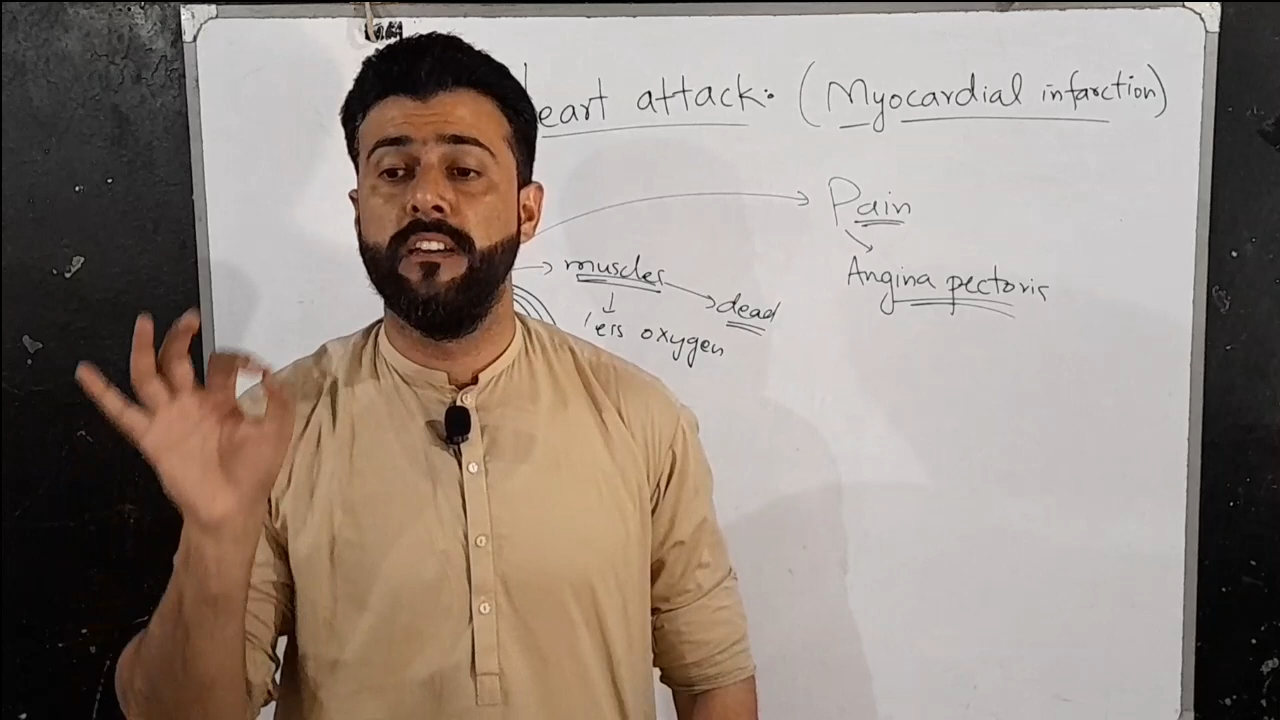 eart attack: (Myocardial infarction)
Pain
Angina pectoris
muscles
dead
less oxygen